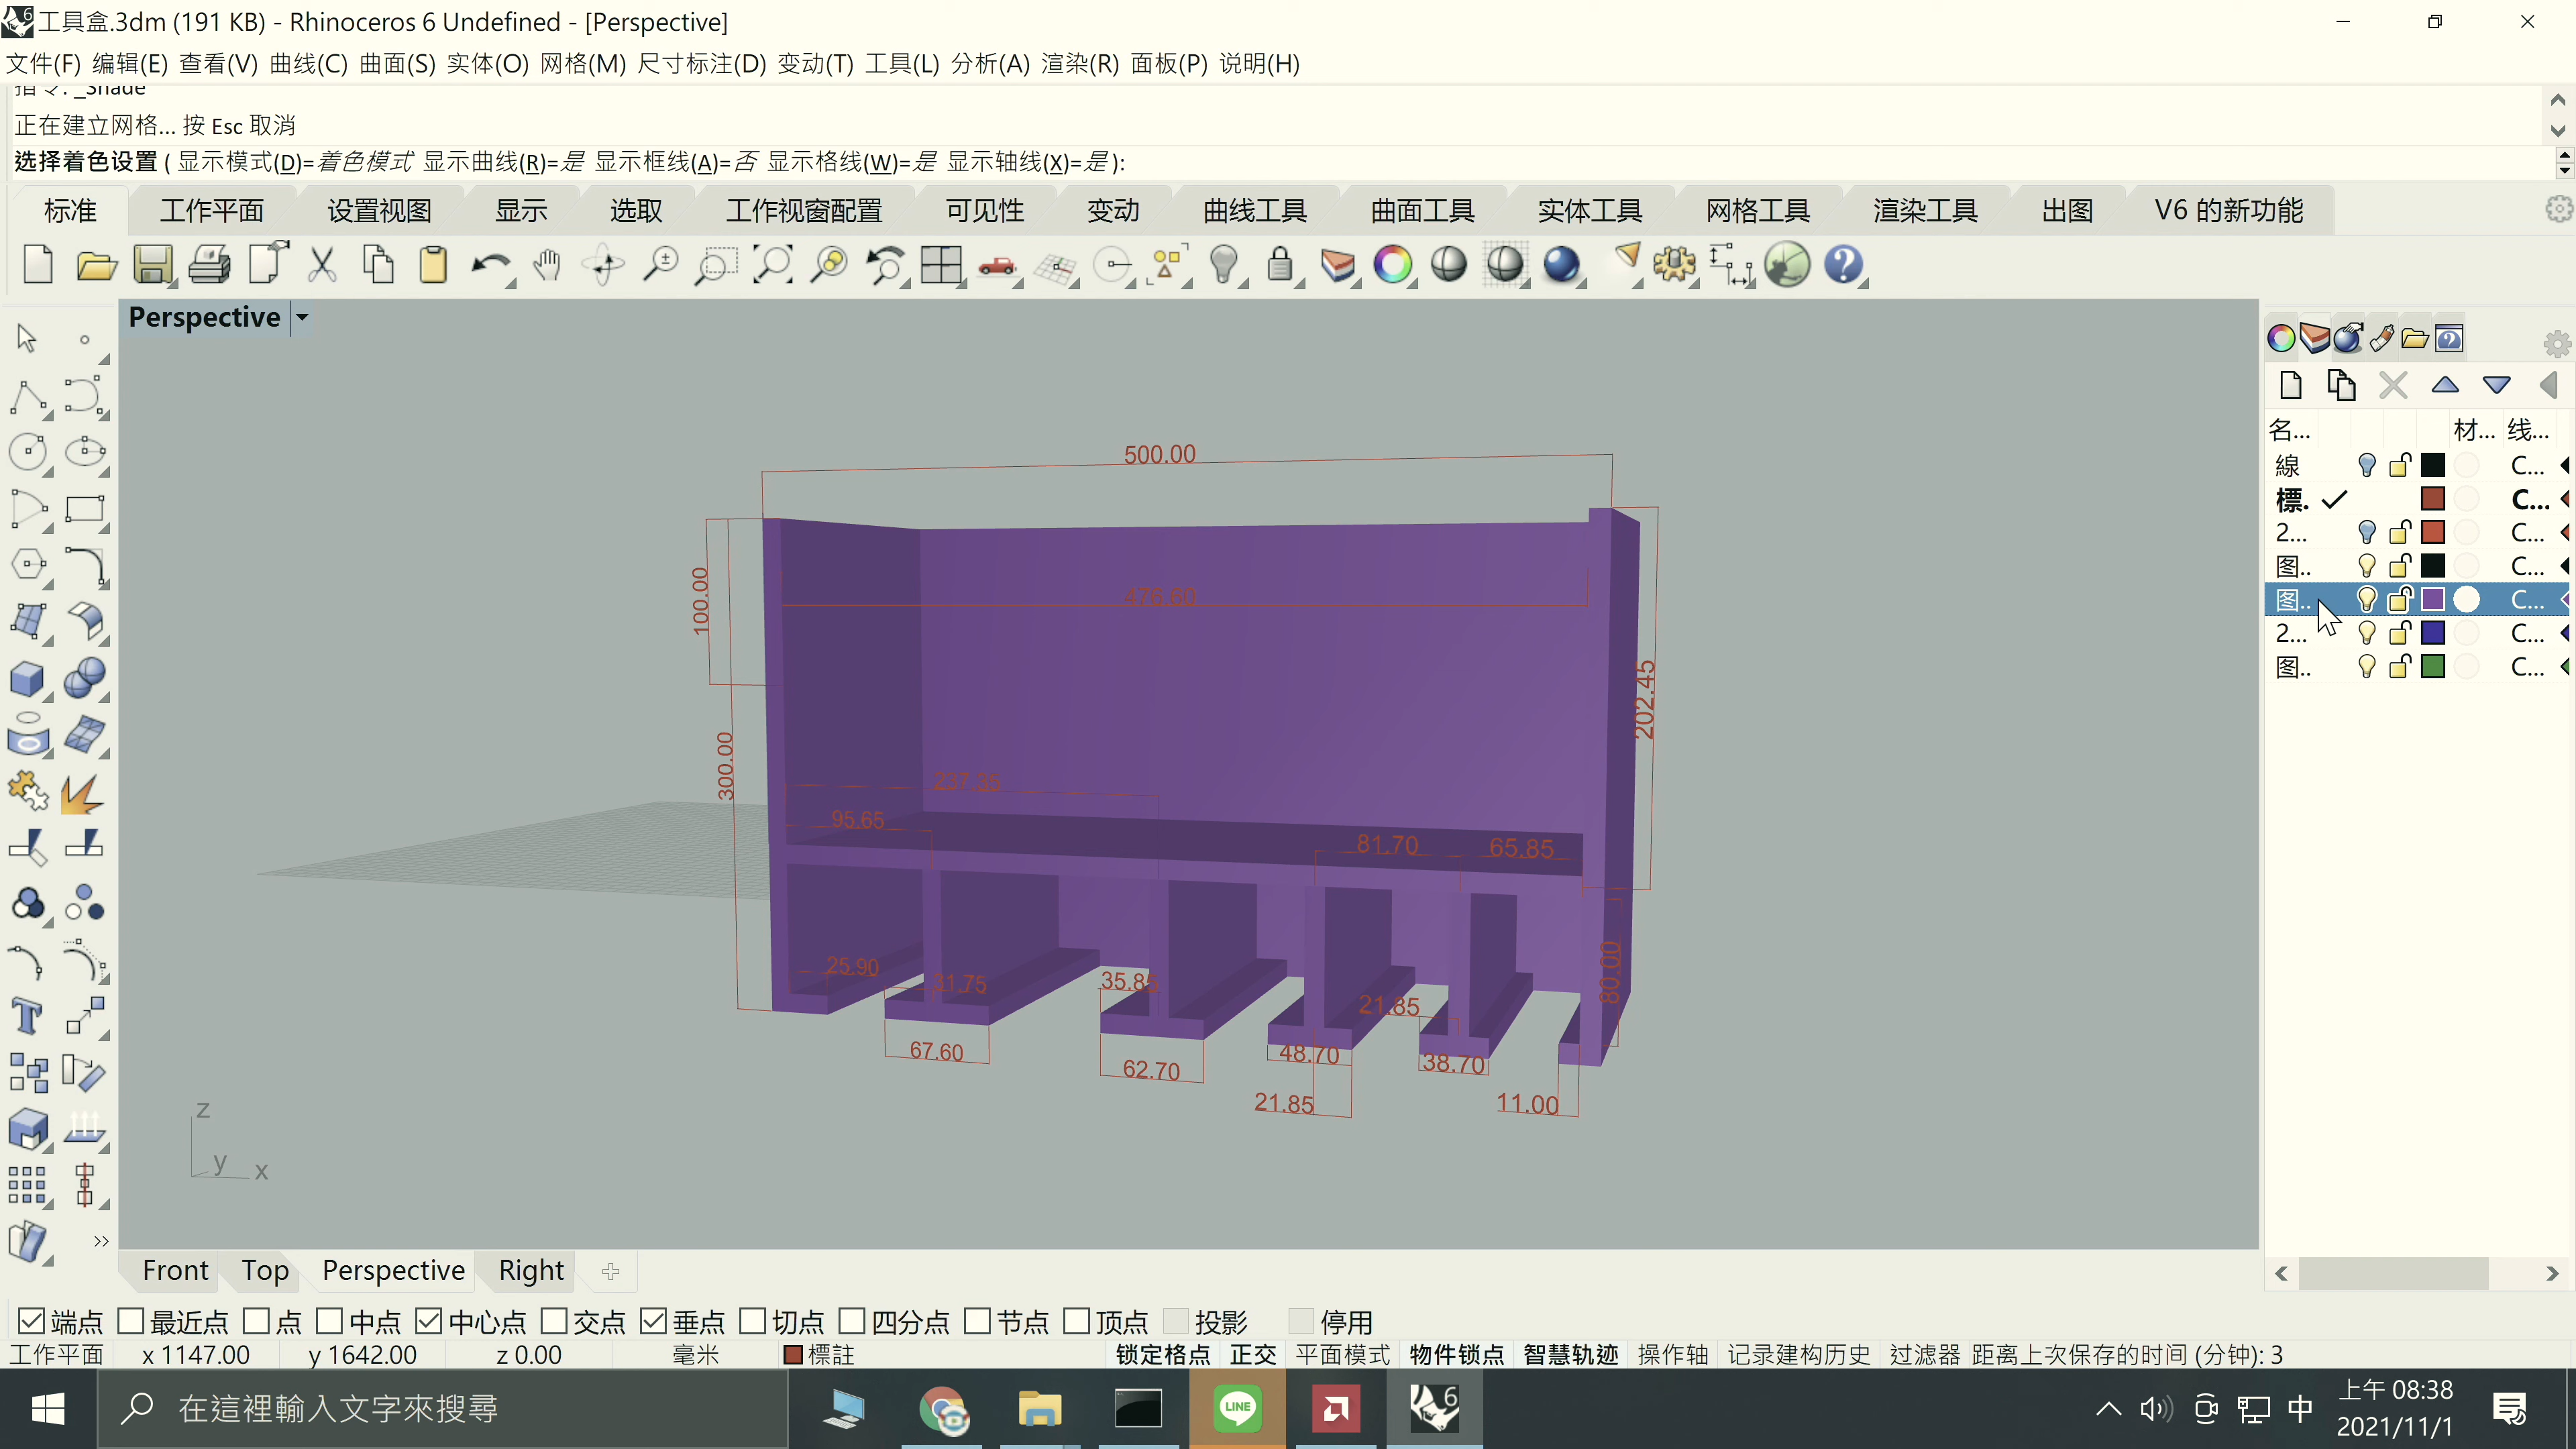 工具盒.3dm (191 KB) - Rhinoceros 6 Undefined - [Perspective]
文件(F) 编辑(E) 查看(V) 曲线(C) 曲面(S) 实体(O) 网格(M) 尺寸标注(D) 变动(T) 工具(L) 分析(A) 渲染(R) 面板(P) 说明(H)
指令: _Shade
正在建立网格... 按 Esc 取消
选择着色设置 ( 显示模式(D)=着色模式 显示曲线(R)=是 显示框线(A)=否 显示格线(W)=是 显示轴线(X)=是 ):
标准 工作平面 设置视图 显示 选取 工作视窗配置 可见性 变动 曲线工具 曲面工具 实体工具 网格工具 渲染工具 出图 V6 的新功能
Perspective
名... 材... 线...
線 C...
標. C...
2... C...
图.. C...
图.. C...
2... C...
图.. C...
500.00
100.00
476.60
202.45
300.00
237.35
95.65
81.70
65.85
25.90
31.75
35.85
21.85
80.00
67.60
62.70
48.70
38.70
21.85
11.00
z
y
x
Front Top Perspective Right
端点 最近点 点 中点 中心点 交点 垂点 切点 四分点 节点 顶点 投影 停用
工作平面 x 1147.00 y 1642.00 z 0.00 毫米 標註 锁定格点 正交 平面模式 物件锁点 智慧轨迹 操作轴 记录建构历史 过滤器 距离上次保存的时间 (分钟): 3
在這裡輸入文字來搜尋
LINE
6
中
上午 08:38
2021/11/1